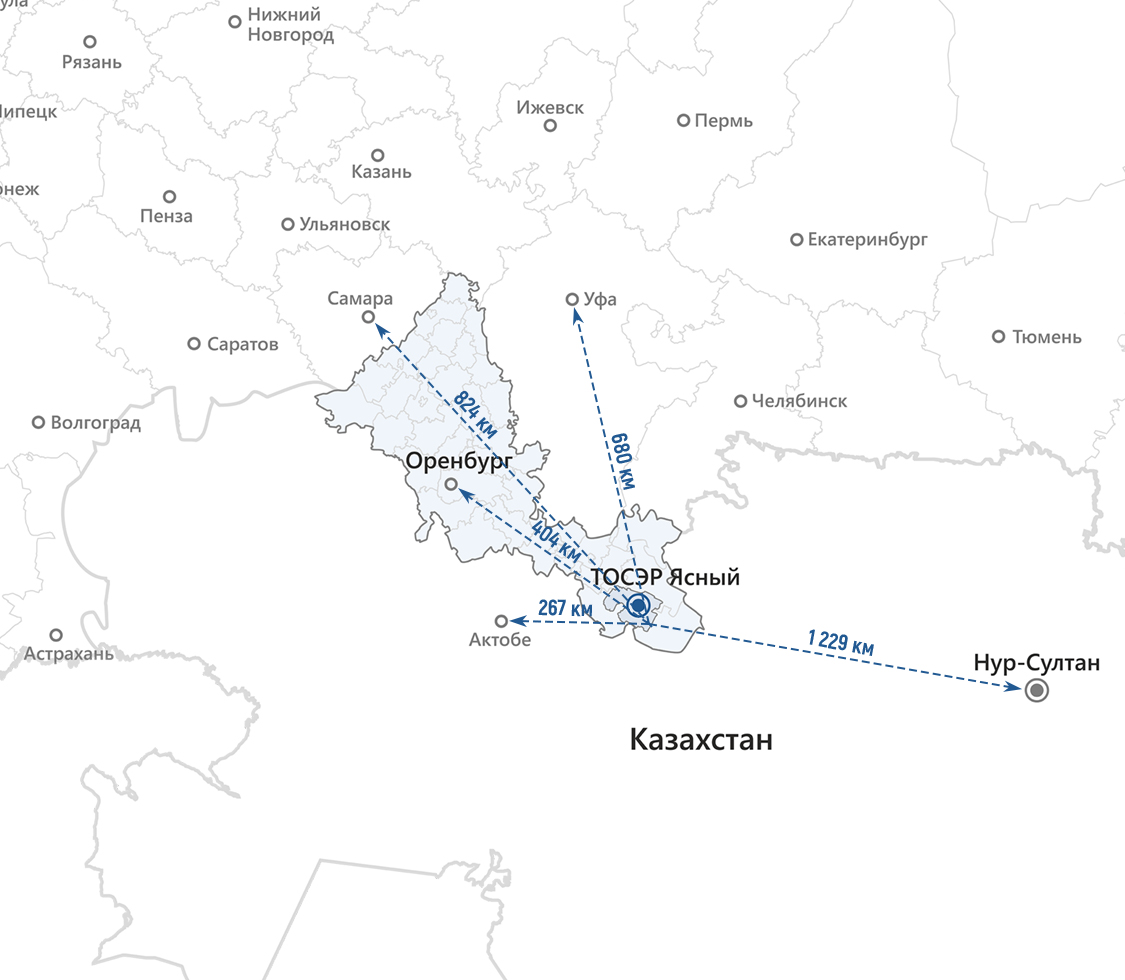 Нижний
Новгород
Рязань
Ижевск
Пермь
Казань
Пенза
Ульяновск
Екатеринбург
Самара
Уфа
Саратов
Тюмень
Челябинск
Волгоград
824 км
680 км
Оренбург
404 км
ТОСЭР Ясный
267 км
Актобе
Астрахань
1 229 км
Нур-Султан
Казахстан